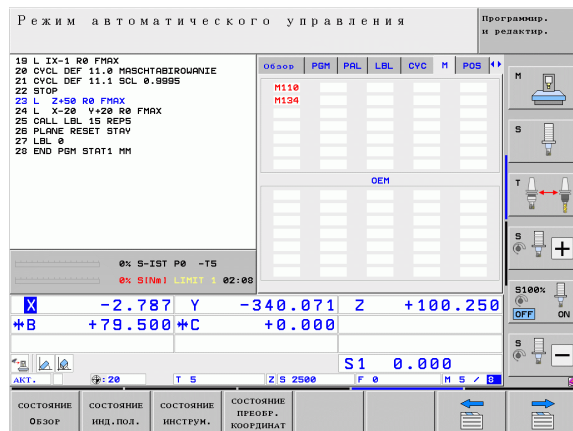 Режим автоматического управления
Программир.
и редактир.
19 L IX-1 R0 FMAX
20 CYCL DEF 11.0 MASCHTABIROWANIE
21 CYCL DEF 11.1 SCL 0.9995
22 STOP
23 L Z+50 R0 FMAX
24 L X-20 Y+20 R0 FMAX
25 CALL LBL 15 REP5
26 PLANE RESET STAY
27 LBL 0
28 END PGM STAT1 MM
Обзор PGM PAL LBL CYC M POS
M110
M134
OEM
M
S
T
S
S100%
OFF ON
S
0% S-IST P0 -T5
0% S[Nm] LIMIT 1 02:08
X -2.787 Y -340.071 Z +100.250
B +79.500 C +0.000
S1 0.000
АКТ. : 20 T 5 Z S 2500 F 0 M 5 / 8
СОСТОЯНИЕ
ОБЗОР
СОСТОЯНИЕ
ИНД.ПОЛ.
СОСТОЯНИЕ
ИНСТРУМ.
СОСТОЯНИЕ
ПРЕОБР.
КООРДИНАТ